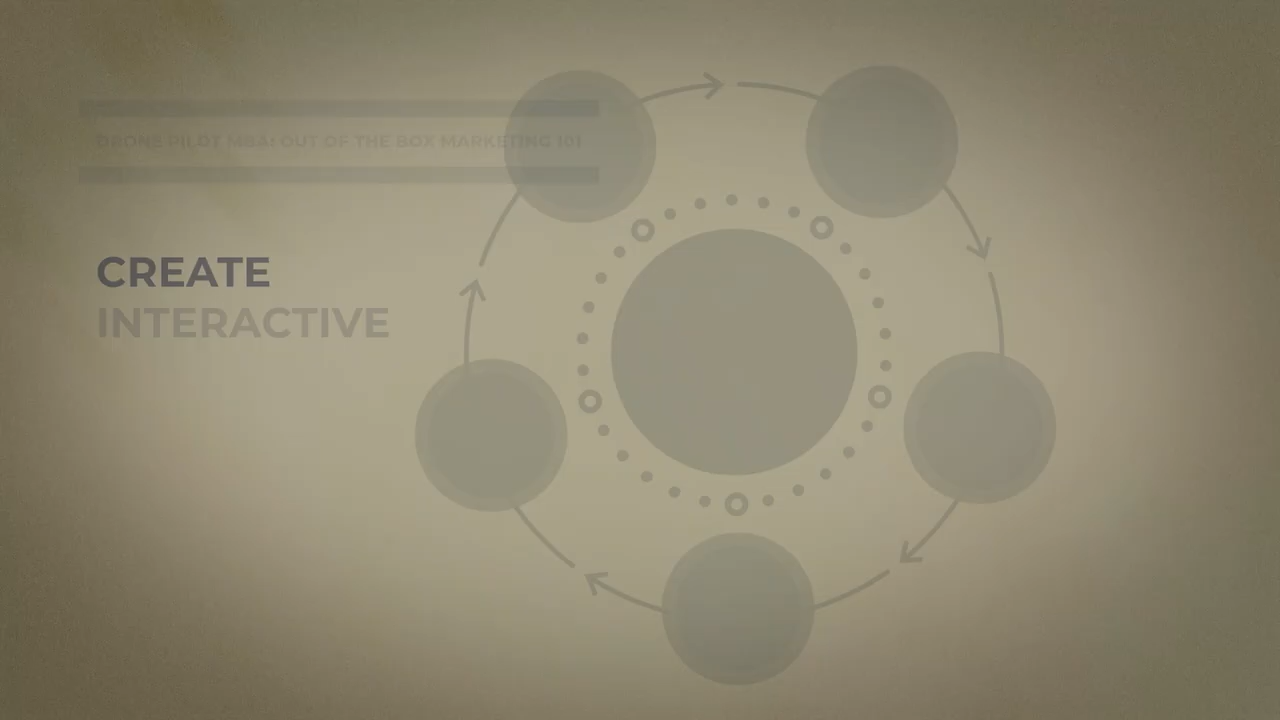 DRONE PILOT MBA! OUT OF THE BOX MARKETING 101
CREATE
INTERACTIVE